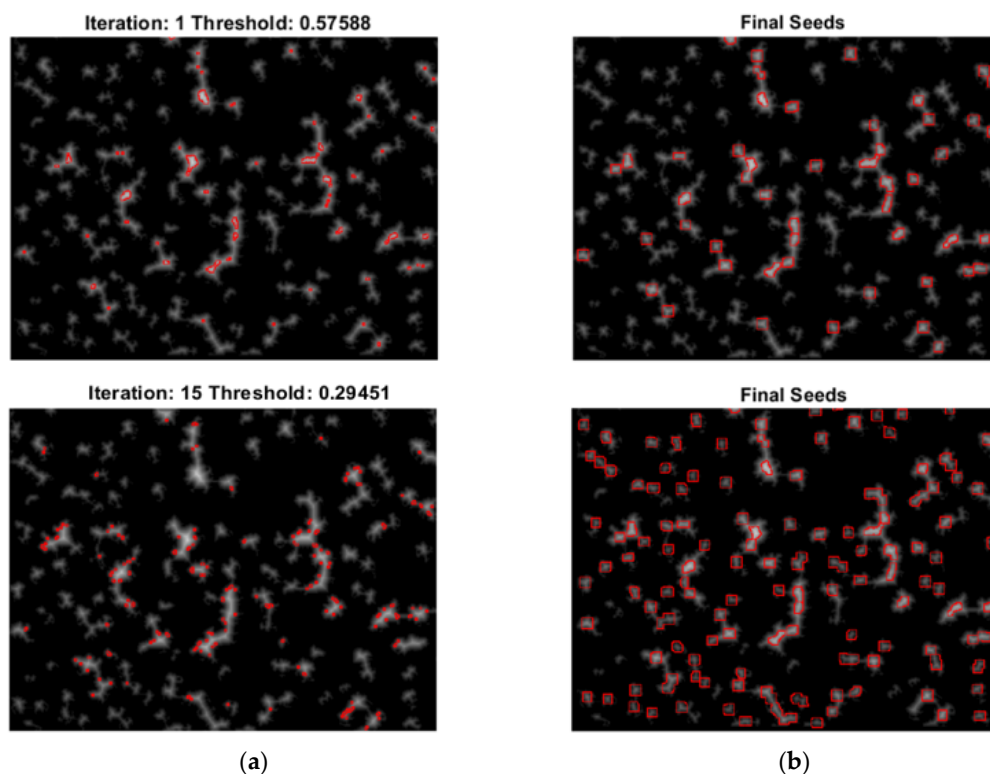 Iteration: 1 Threshold: 0.57588
Final Seeds
Iteration: 15 Threshold: 0.29451
Final Seeds
(a)
(b)